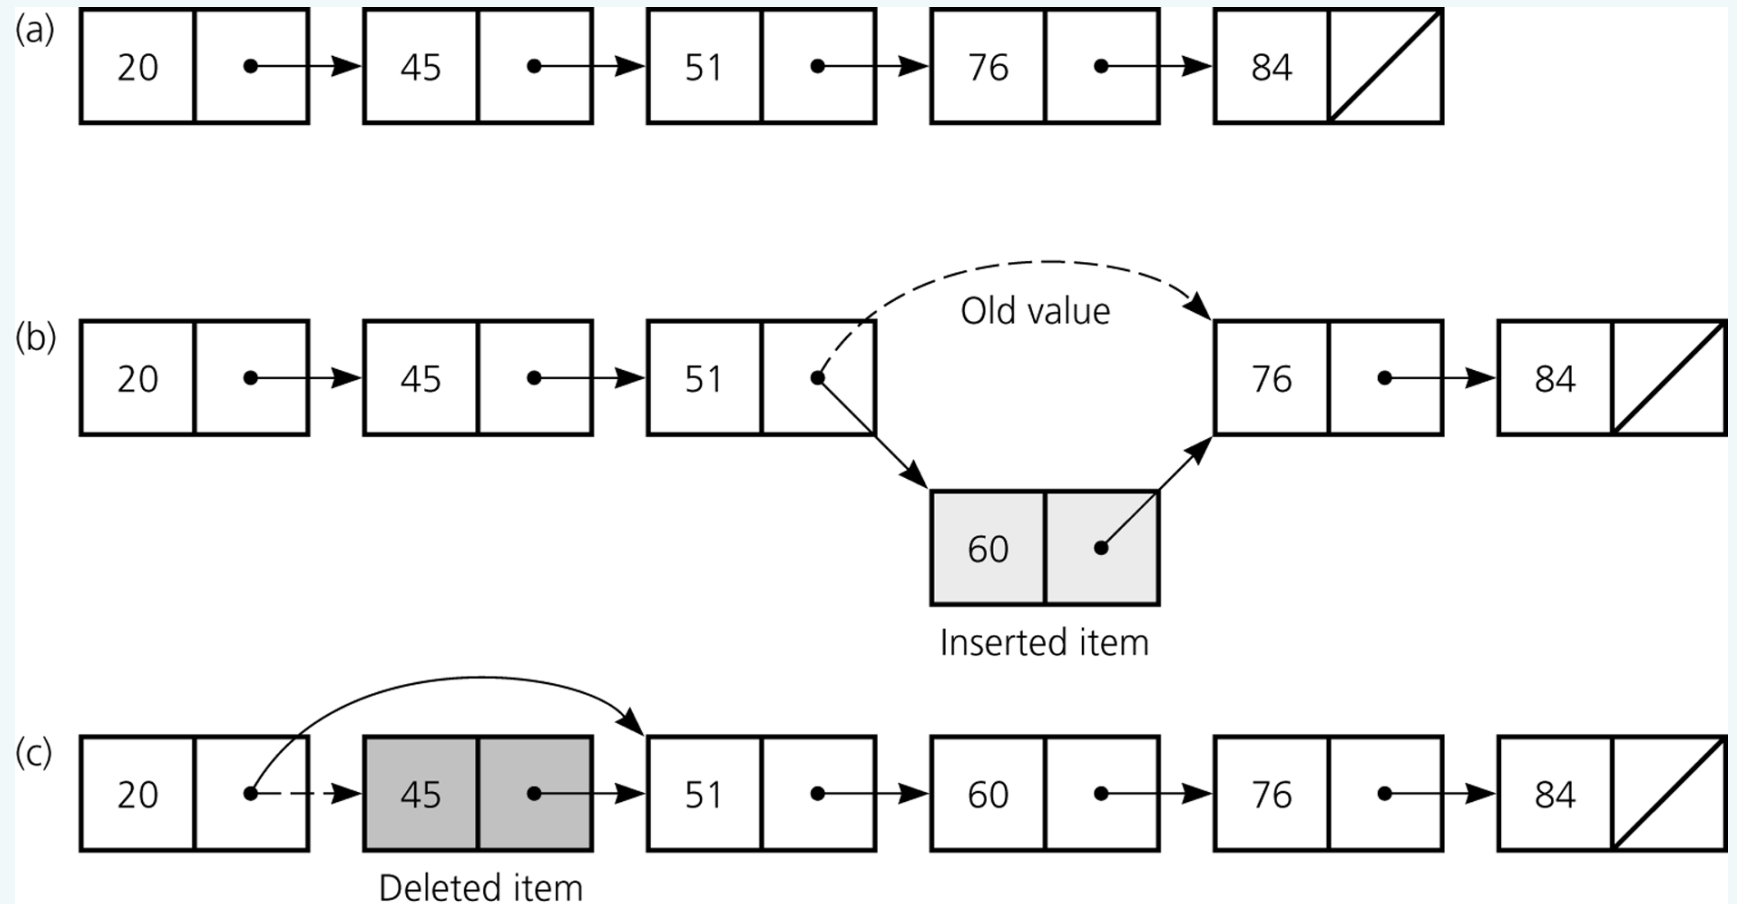 (a) 20 45 51 76 84
Old value
(b) 20 45 51 76 84
60
Inserted item
(c) 20 45 51 60 76 84
Deleted item